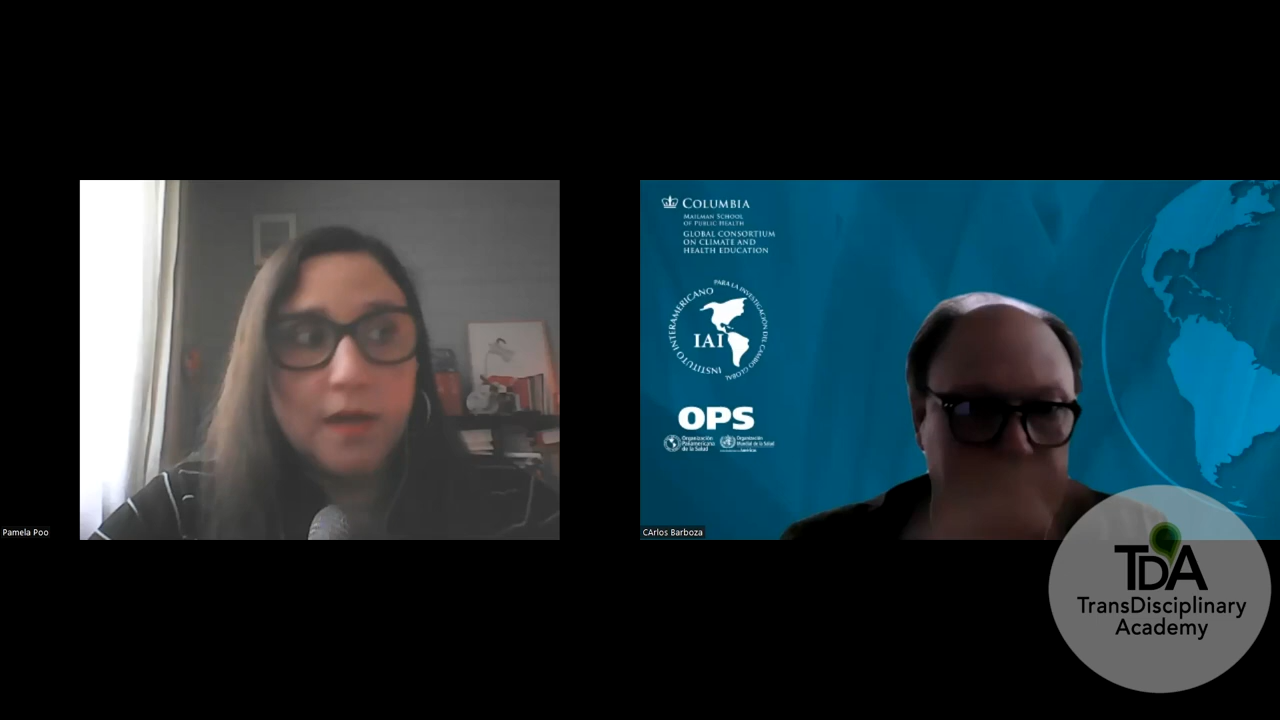 COLUMBIA
MAILMAN SCHOOL
OF PUBLIC HEALTH
GLOBAL CONSORTIUM
ON CLIMATE AND
HEALTH EDUCATION
INSTITUTO INTERAMERICANO PARA LA INVESTIGACIÓN DEL CAMBIO GLOBAL
IAI
OPS
Organización
Panamericana
de la Salud
Organización
Mundial de la Salud
Pamela Poo
CArlos Barboza
TDA
TransDisciplinary
Academy